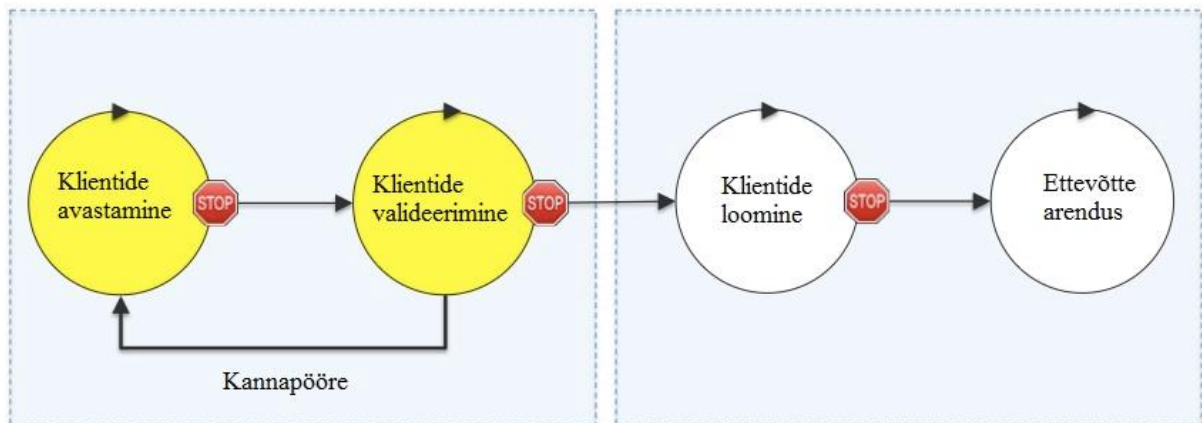 Klientide
avastamine
STOP
Klientide
valideerimine
STOP
Klientide
loomine
STOP
Ettevõtte
arendus
Kannapööre